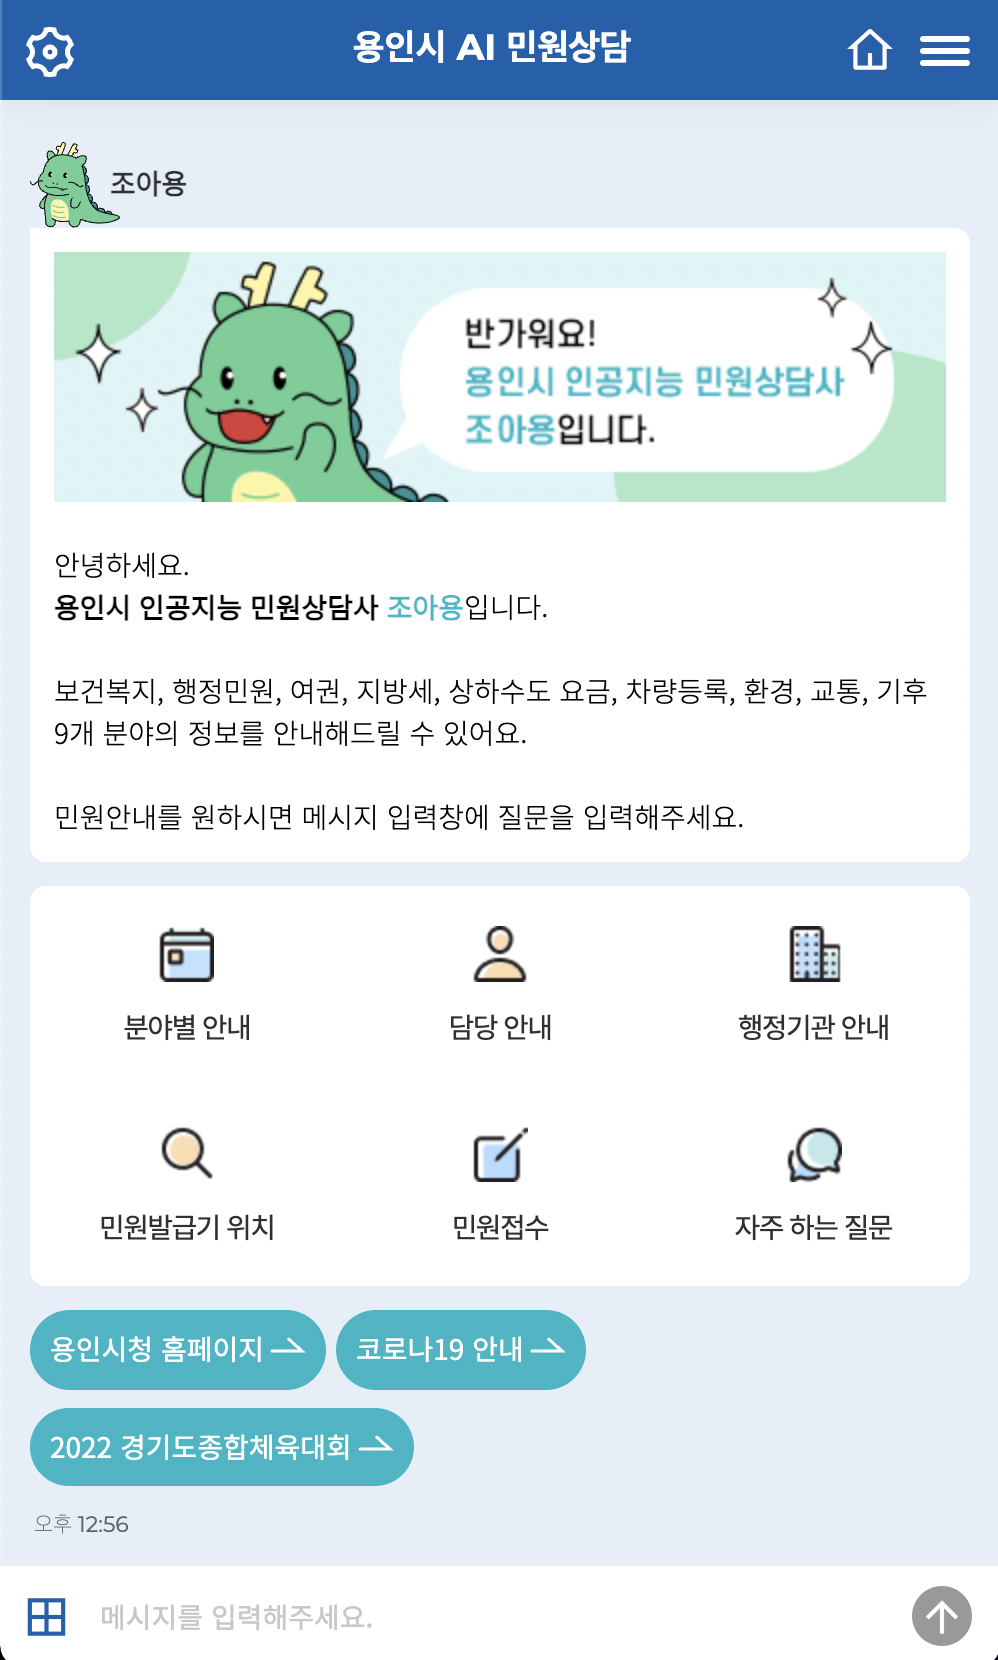 용인시 AI 민원상담
조아용
반가워요!
용인시 인공지능 민원상담사
조아용입니다.
안녕하세요.
용인시 인공지능 민원상담사 조아용입니다.
보건복지, 행정민원, 여권, 지방세, 상하수도 요금, 차량등록, 환경, 교통, 기후
9개 분야의 정보를 안내해드릴 수 있어요.
민원안내를 원하시면 메시지 입력창에 질문을 입력해주세요.
분야별 안내
담당 안내
행정기관 안내
민원발급기 위치
민원접수
자주 하는 질문
용인시청 홈페이지
코로나19 안내
2022 경기도종합체육대회
오후 12:56
메시지를 입력해주세요.